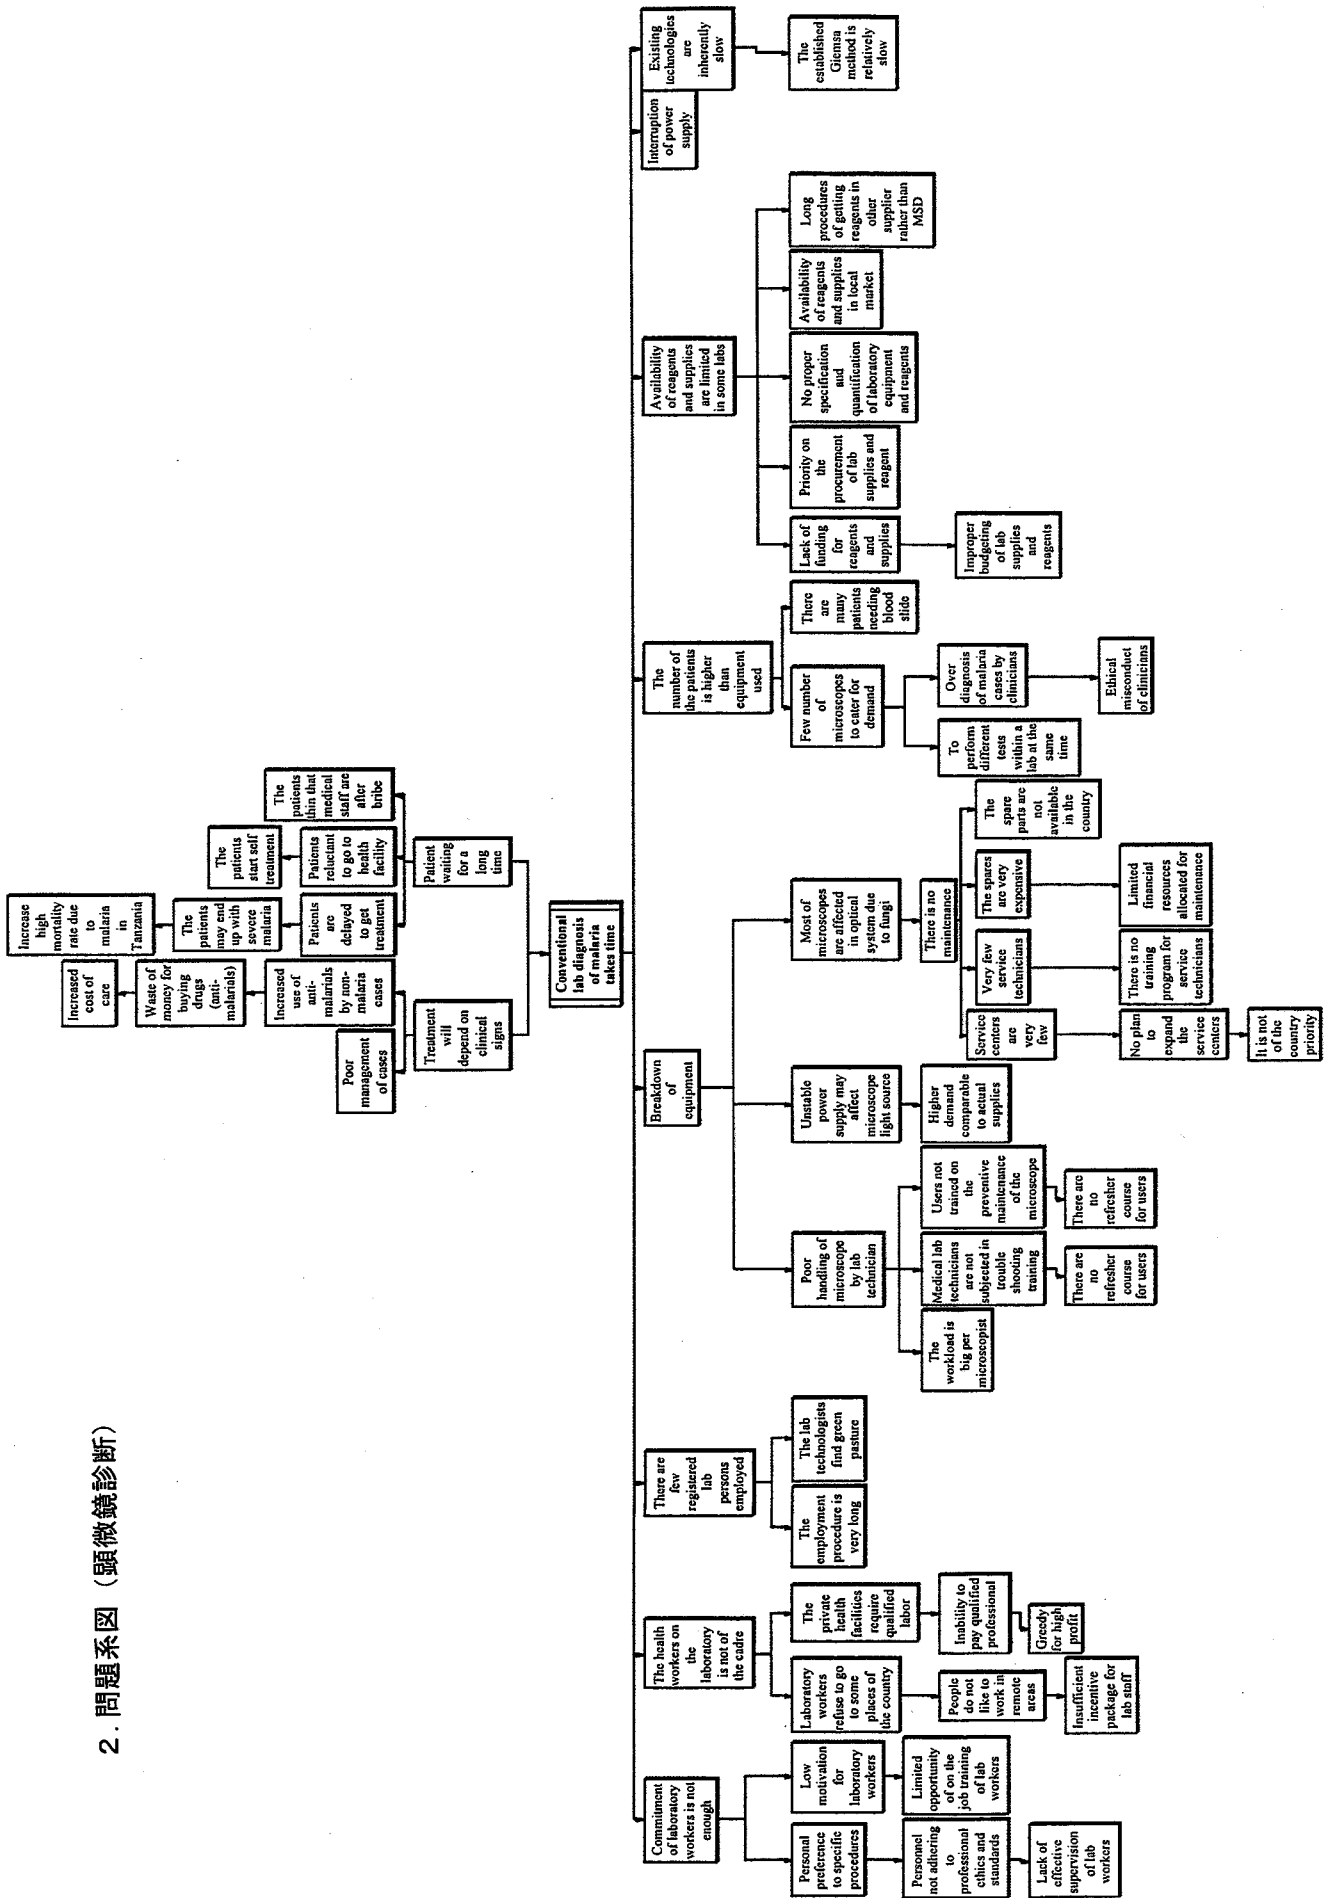 2．問題系図（顕微鏡診断）
Increase
high
mortality
rate due
to
malaria
in
Tanzania
Increased
cost of
care
The
patients
start self
treatment
The
patients
may end
up with
severe
malaria
Waste of
money for
buying
drugs
(anti-
malarials)
The
patients
thin that
medical
staff are
after
bribe
Patients
reluctant
to go to
health
facility
Patients
are
delayed
to get
treatment
Increased
use of
anti-
malarials
by non-
malaria
cases
Poor
management
of cases
Patient
waiting
for a
long
time
Treatment
will
depend on
clinical
signs
Conventional
lab diagnosis
of malaria
takes time
Commitment
of laboratory
workers is not
enough
The health
workers on
the
laboratory
is not of
the cadre
There are
few
registered
lab
persons
employed
Breakdown
of
equipment
The
number of
the patients
is higher
than
equipment
used
Availability
of reagents
and supplies
are limited
in some labs
Interruption
of power
supply
Existing
technologies
are
inherently
slow
Personal
preference
to specific
procedures
Low
motivation
for
laboratory
workers
Laboratory
workers
refuse to go
to some
places of
the country
The
private
health
facilities
require
qualified
labor
The
employment
procedure is
very long
The lab
technologists
find green
pasture
Poor
handling of
microscope
by lab
technician
Unstable
power
supply may
affect
microscope
light source
Most of
microscopes
are affected
in optical
system due
to fungi
Few number
of
microscopes
to cater for
demand
There
are
many
patients
needing
blood
slide
Lack of
funding
for
reagents
and
supplies
Priority on
the
procurement
of lab
supplies and
reagent
No proper
specification
and
quantification
of laboratory
equipment
and reagents
Availability
of reagents
and supplies
in local
market
Long
procedures
of getting
reagents in
other
supplier
rather than
MSD
The
established
Giemsa
method is
relatively
slow
Personnel
not adhering
to
professional
ethics and
standards
Limited
opportunity
of on the
job training
of lab
workers
People
do not
like to
work in
remote
areas
Inability to
pay qualified
professional
The
workload is
big per
microscopist
Medical lab
technicians
are not
subjected in
trouble
shooting
training
Users not
trained on
the
preventive
maintenance
of the
microscope
Higher
demand
comparable
to actual
supplies
There is no
maintenance
To
perform
different
tests
within a
lab at the
same
time
Over
diagnosis
of malaria
cases by
clinicians
Improper
budgeting
of lab
supplies
and
reagents
Service
centers
are
very
few
Very few
service
technicians
The spares
are very
exponsive
The
spare
parts are
not
available
in the
country
Lack of
effective
supervision
of lab
workers
Insufficient
incentive
package for
lab staff
Greedy
for high
profit
There are
no
refresher
course
for users
There are
no
refresher
course
for users
No plan
to
expand
the
service
centers
There is no
training
program for
service
technicians
Limited
financial
resources
allocated for
maintenance
Ethical
misconduct
of clinicians
It is not
of the
country
priority